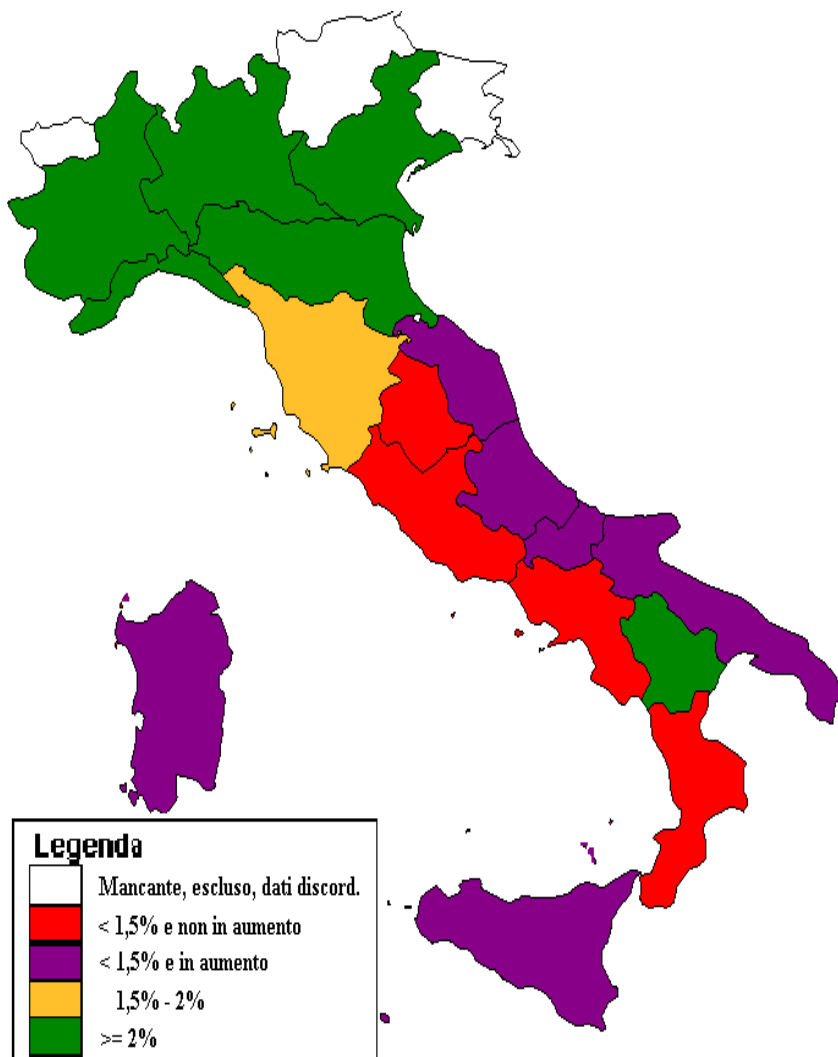 Legenda
Mancante, escluso, dati discord.
< 1,5% e non in aumento
< 1,5% e in aumento
1,5% - 2%
>= 2%